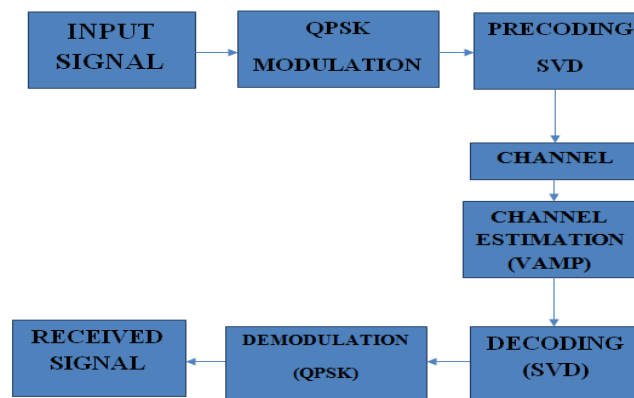 INPUT
SIGNAL
QPSK
MODULATION
PRECODING
SVD
CHANNEL
CHANNEL
ESTIMATION
(VAMP)
DECODING
(SVD)
DEMODULATION
(QPSK)
RECEIVED
SIGNAL